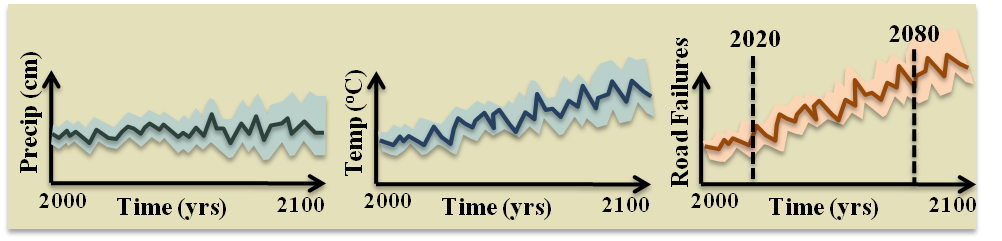 Precip (cm)
2000
Time (yrs)
2100
Temp (ºC)
2000
Time (yrs)
2100
Road Failures
2020
2080
2000
Time (yrs)
2100